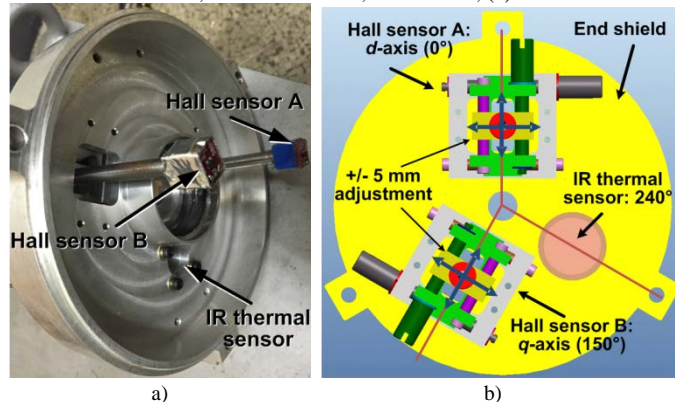 Hall sensor A
Hall sensor B
IR thermal
sensor
Hall sensor A:
d-axis (0°)
End shield
+/- 5 mm
adjustment
IR thermal
sensor: 240°
Hall sensor B:
q-axis (150°)
a)
b)